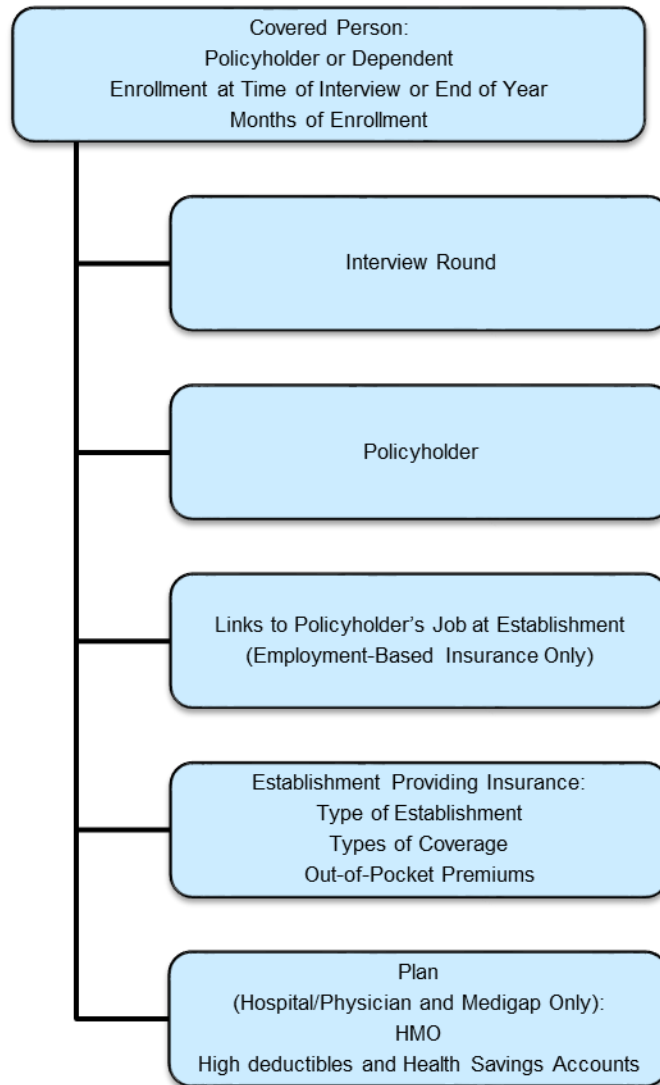 Covered Person:
Policyholder or Dependent
Enrollment at Time of Interview or End of Year
Months of Enrollment
Interview Round
Policyholder
Links to Policyholder’s Job at Establishment
(Employment-Based Insurance Only)
Establishment Providing Insurance:
Type of Establishment
Types of Coverage
Out-of-Pocket Premiums
Plan
(Hospital/Physician and Medigap Only):
HMO
High deductibles and Health Savings Accounts